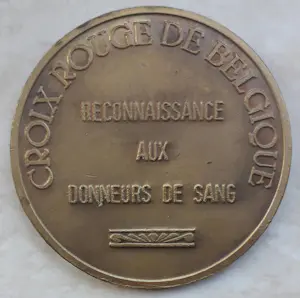 CROIX ROUGE DE BELGIQUE
RECONNAISSANCE
AUX
DONNEURS DE SANG